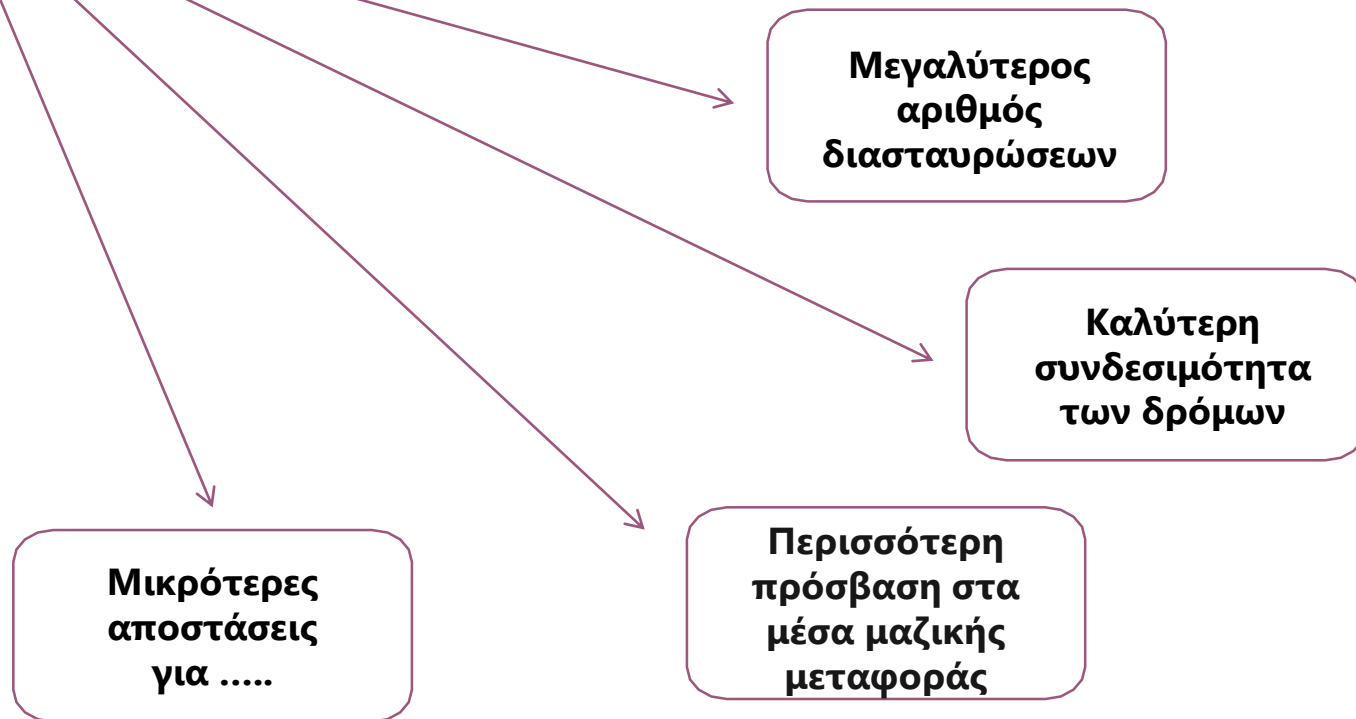 Μεγαλύτερος
αριθμός
διασταυρώσεων
Καλύτερη
συνδεσιμότητα
των δρόμων
Περισσότερη
πρόσβαση στα
μέσα μαζικής
μεταφοράς
Μικρότερες
αποστάσεις
για .....